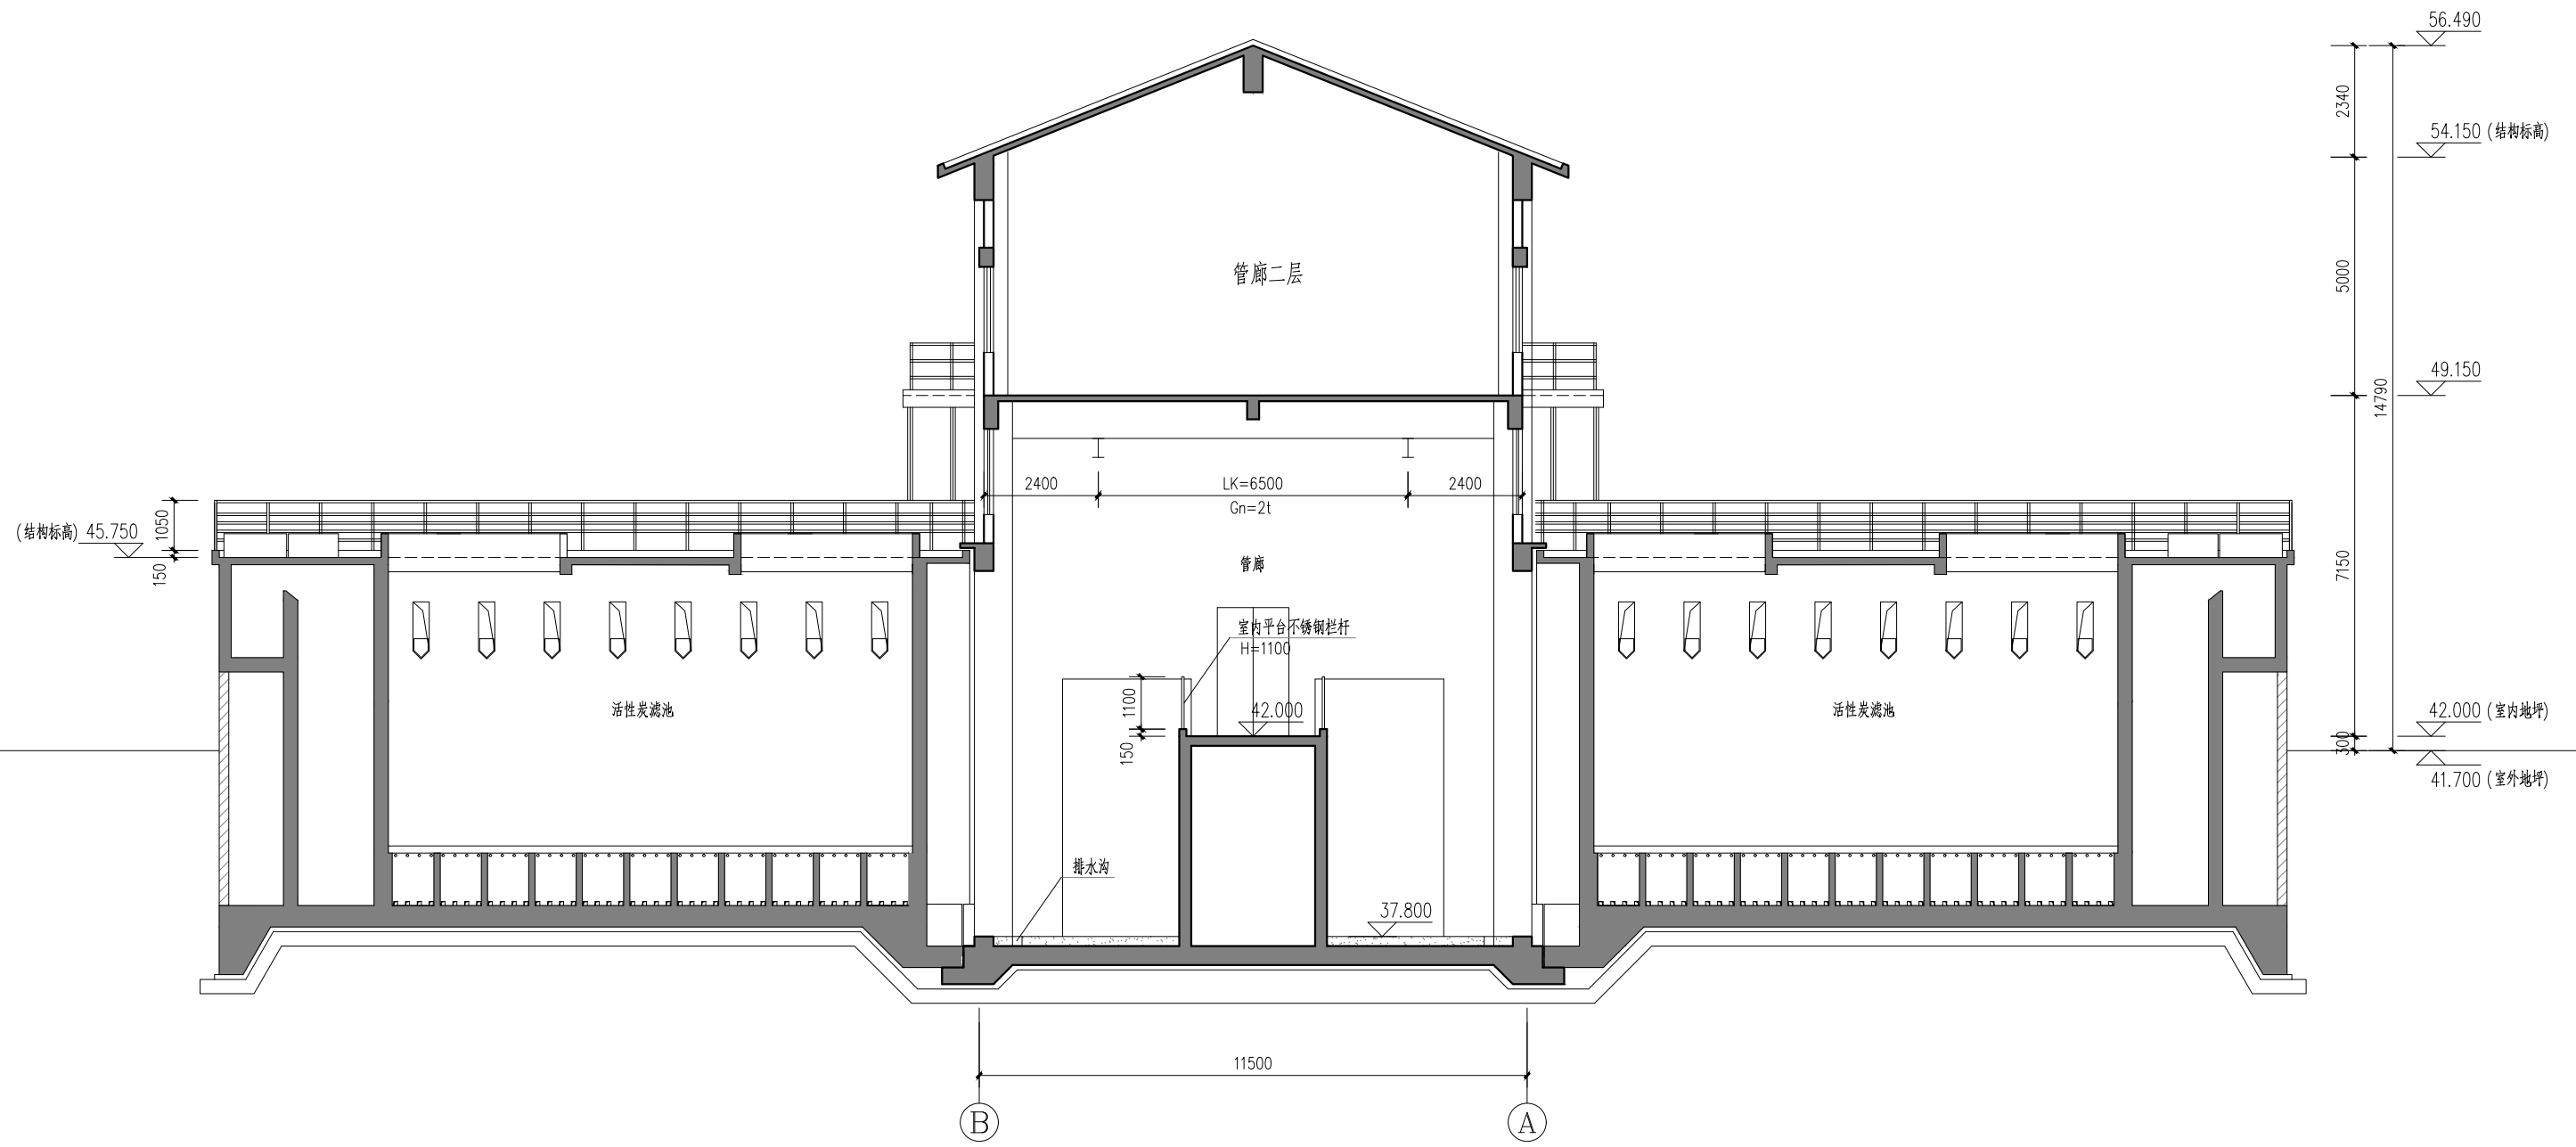 56.490
2340
54.150 (结构标高)
管廊二层
5000
49.150
14790
2400
LK=6500
2400
Gn=2t
(结构标高) 45.750
1050
150
管廊
7150
室内平台不锈钢栏杆
H=1100
活性炭滤池
1100
150
42.000
活性炭滤池
42.000 (室内地坪)
300
41.700 (室外地坪)
排水沟
37.800
11500
B
A